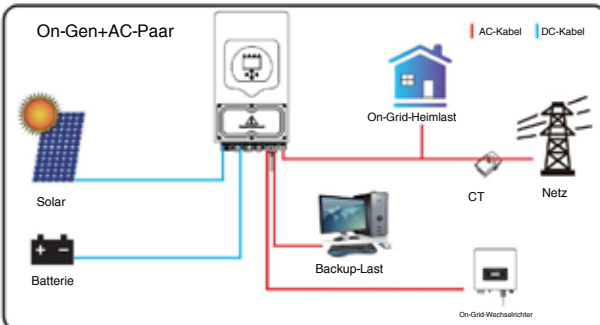 On-Gen+AC-Paar
AC-Kabel
DC-Kabel
On-Grid-Heimlast
Solar
CT
Netz
Batterie
Backup-Last
On-Grid-Wechselrichter